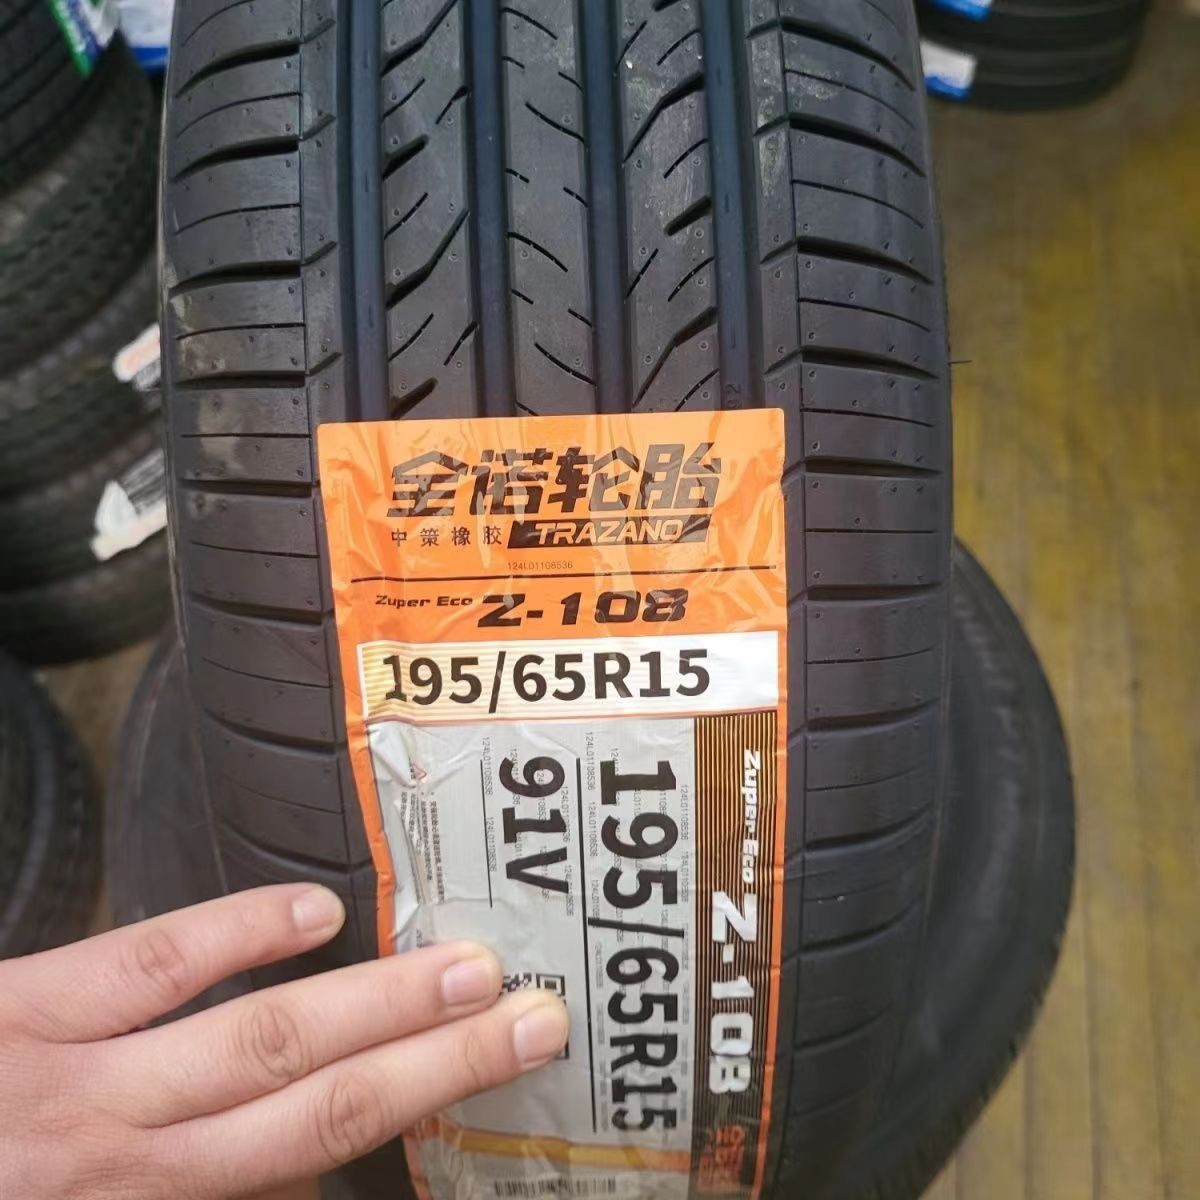 全诺轮胎
中策橡胶 TRAZANO
124L01108536
Zuper Eco Z-108
195/65R15
Zuper-Eco Z-108
195/65R15
91V